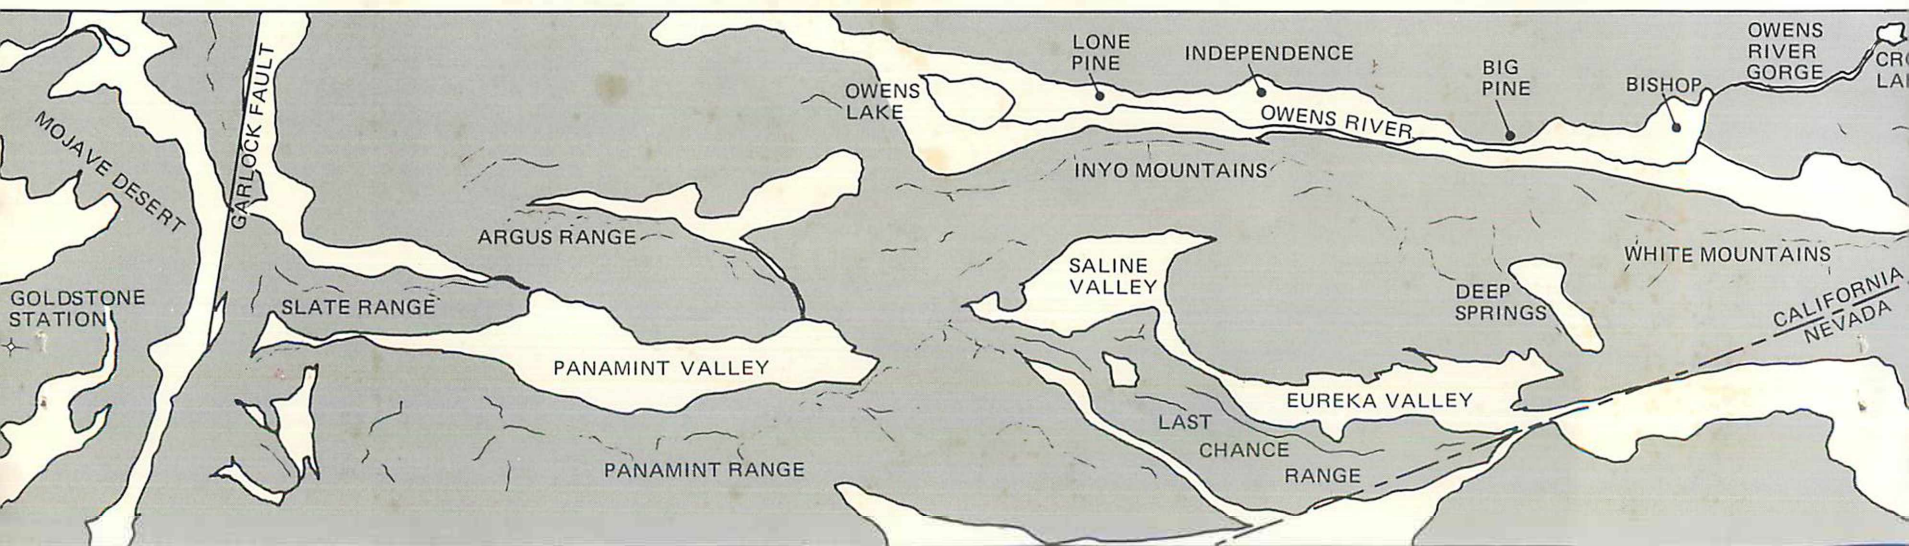 MOJAVE DESERT
GARLOCK FAULT
GOLDSTONE
STATION
SLATE RANGE
ARGUS RANGE
PANAMINT VALLEY
PANAMINT RANGE
OWENS
LAKE
LONE
PINE
INDEPENDENCE
OWENS RIVER
INYO MOUNTAINS
BIG
PINE
BISHOP
OWENS
RIVER
GORGE
SALINE
VALLEY
DEEP
SPRINGS
WHITE MOUNTAINS
CALIFORNIA
NEVADA
EUREKA VALLEY
LAST
CHANCE
RANGE